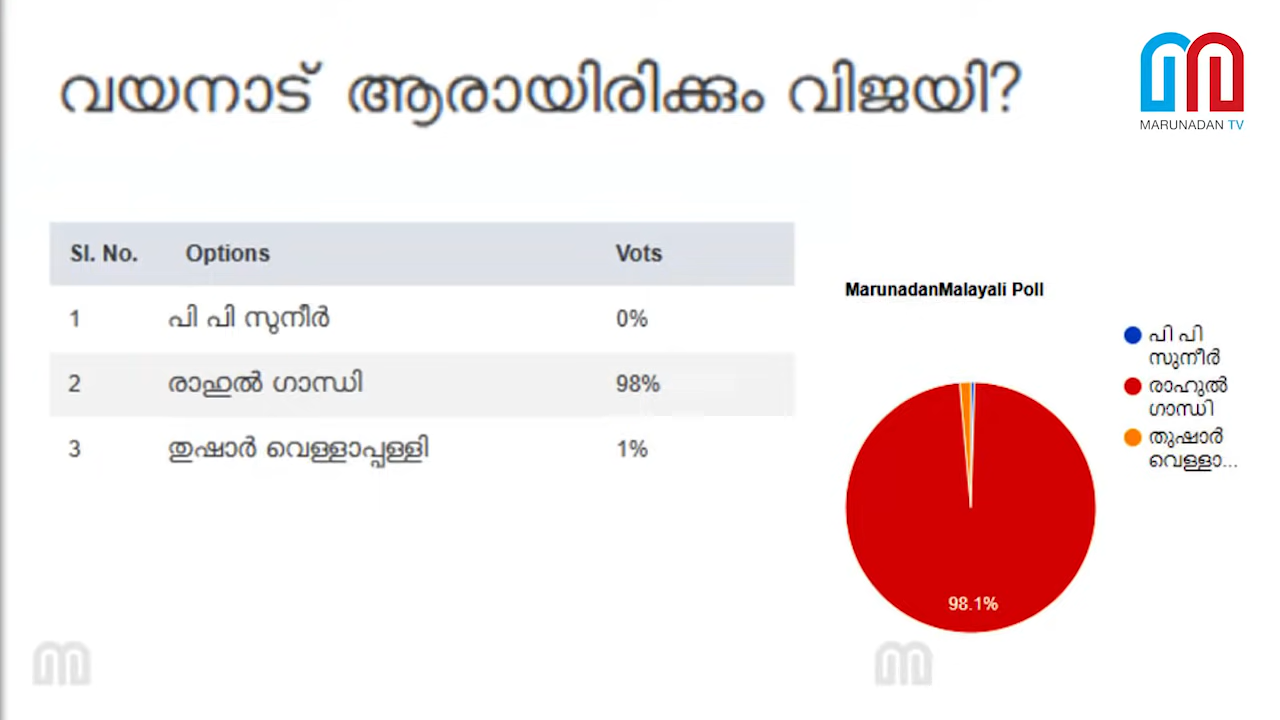 വയനാട് ആരായിരിക്കും വിജയി?
MARUNADAN TV
Sl. No. Options Vots
1 പി പി സുനീർ 0%
2 രാഹുൽ ഗാന്ധി 98%
3 തുഷാർ വെള്ളാപ്പള്ളി 1%
MarunadanMalayali Poll
പി പി
സുനീർ
രാഹുൽ
ഗാന്ധി
തുഷാർ
വെള്ളാ...
98.1%